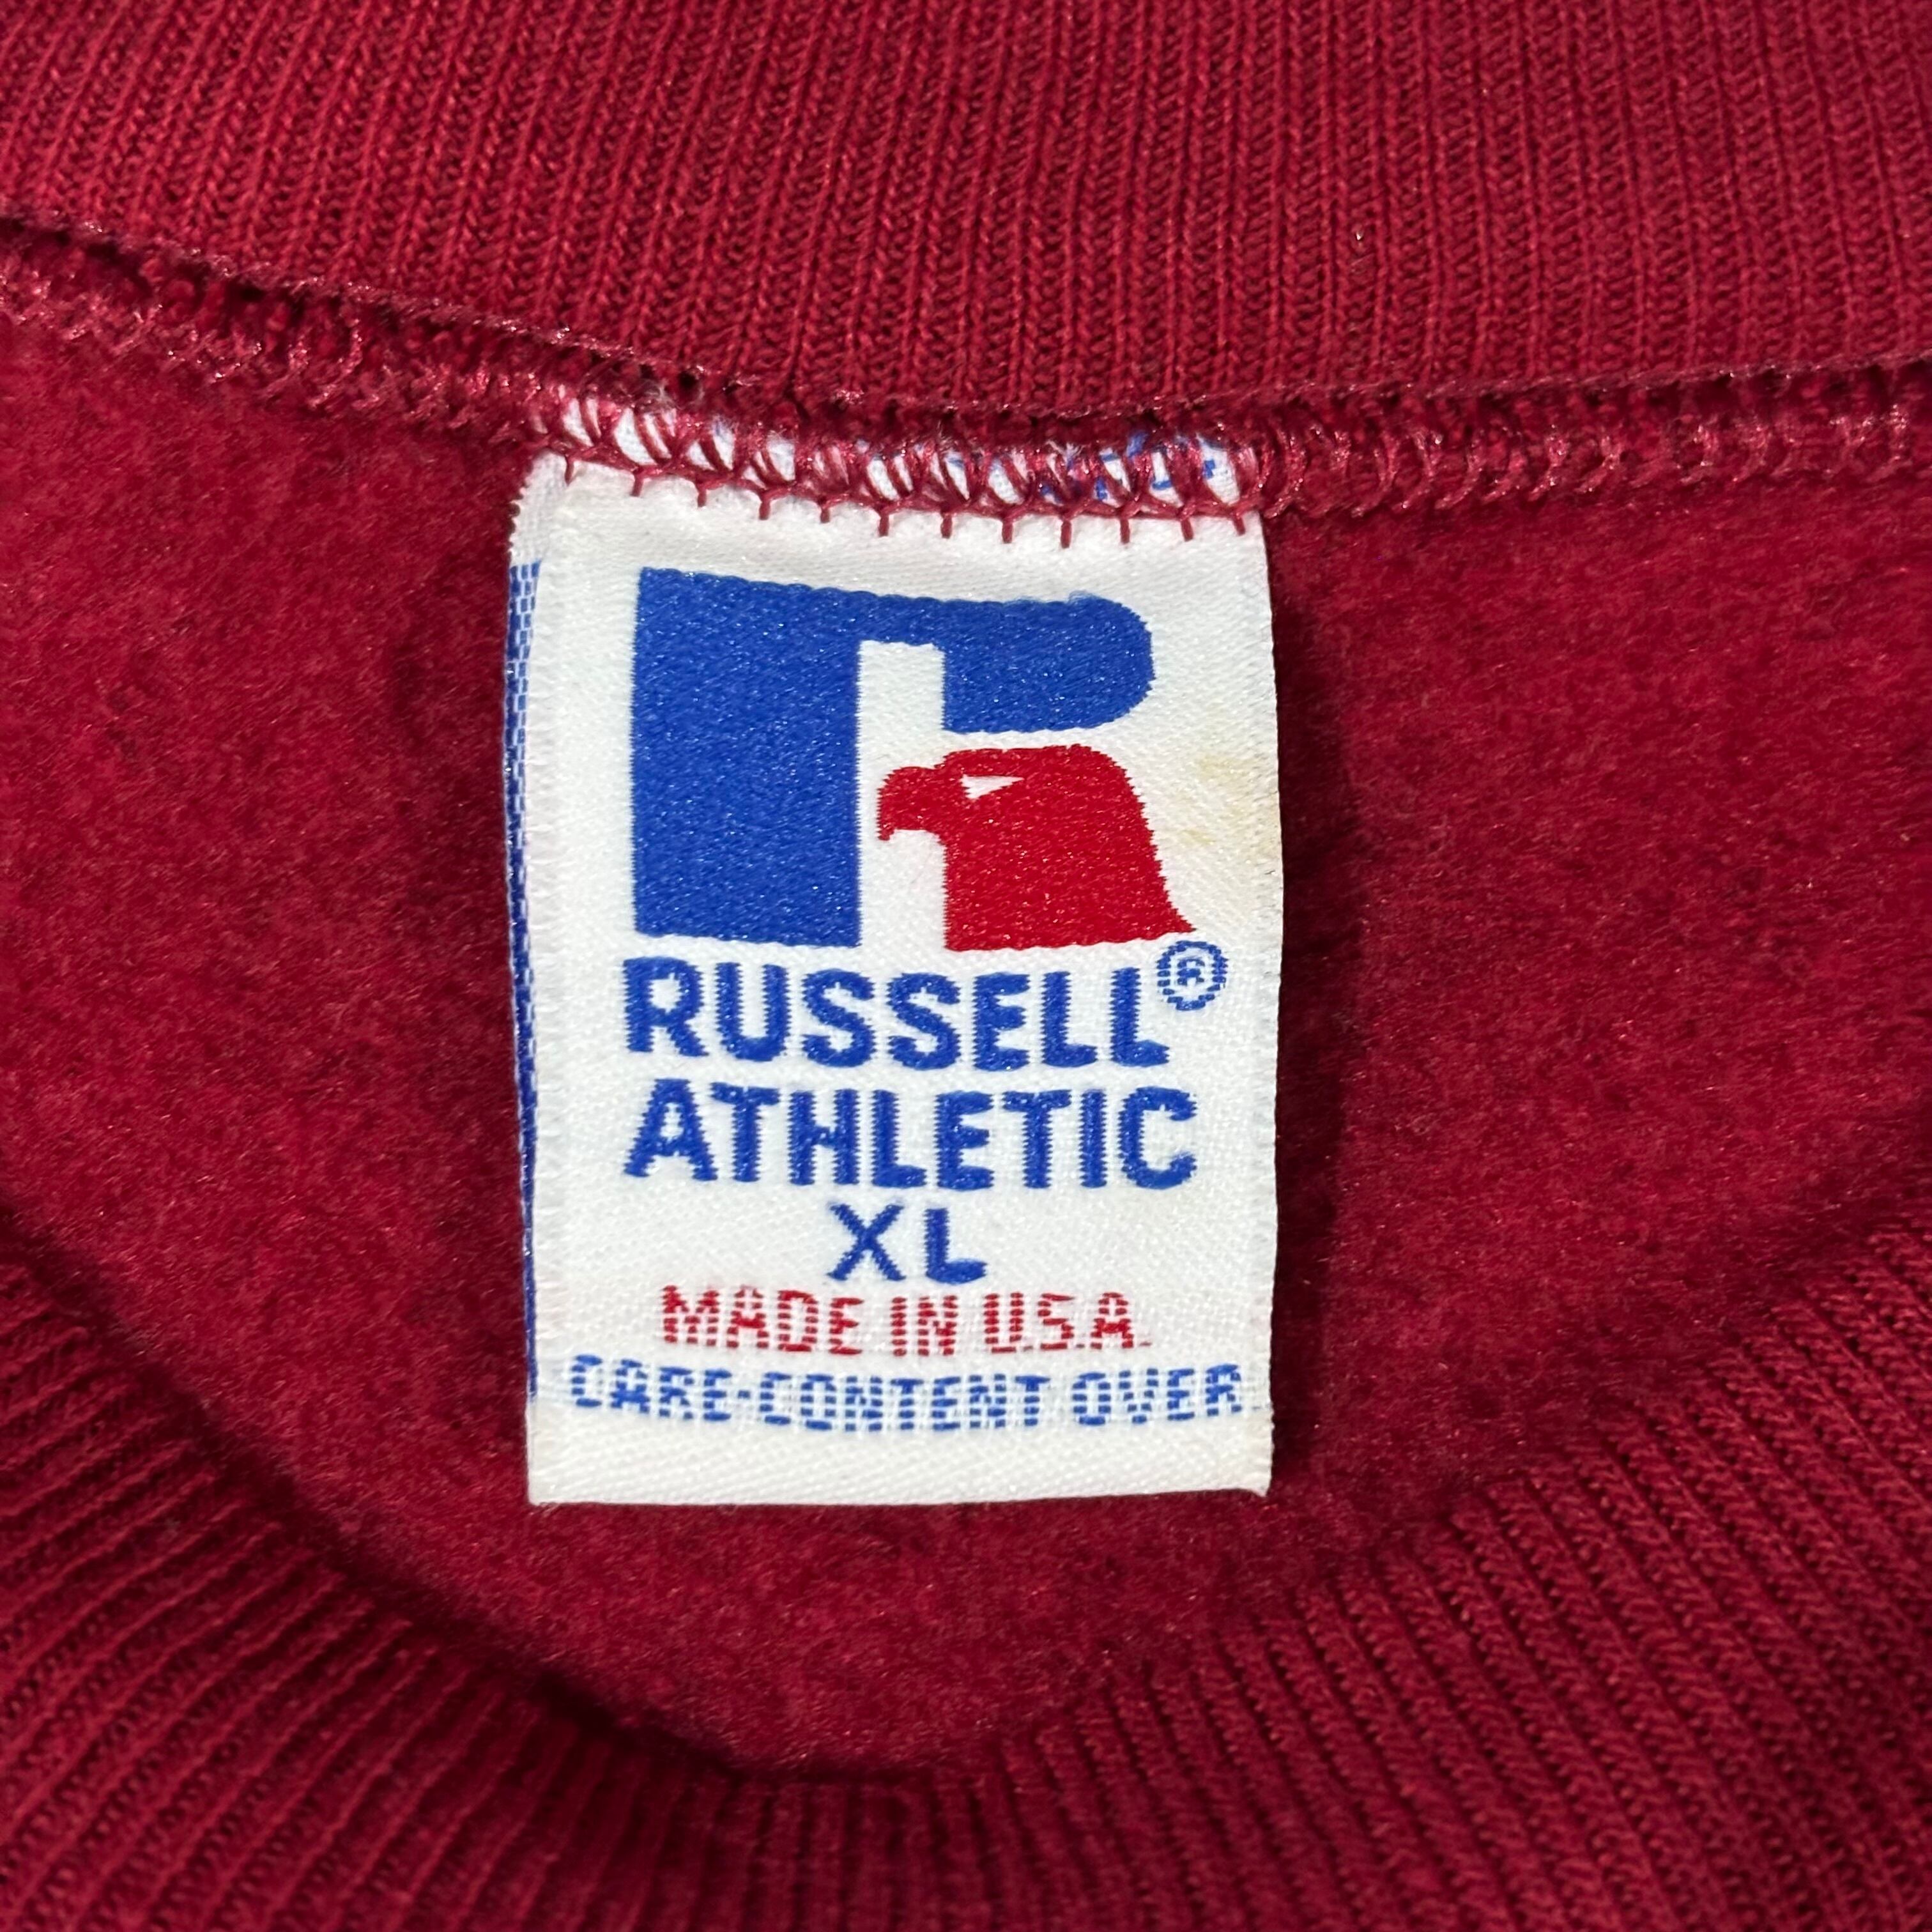 R
RUSSELL®
ATHLETIC
XL
MADE IN U.S.A.
CARE-CONTENT OVER